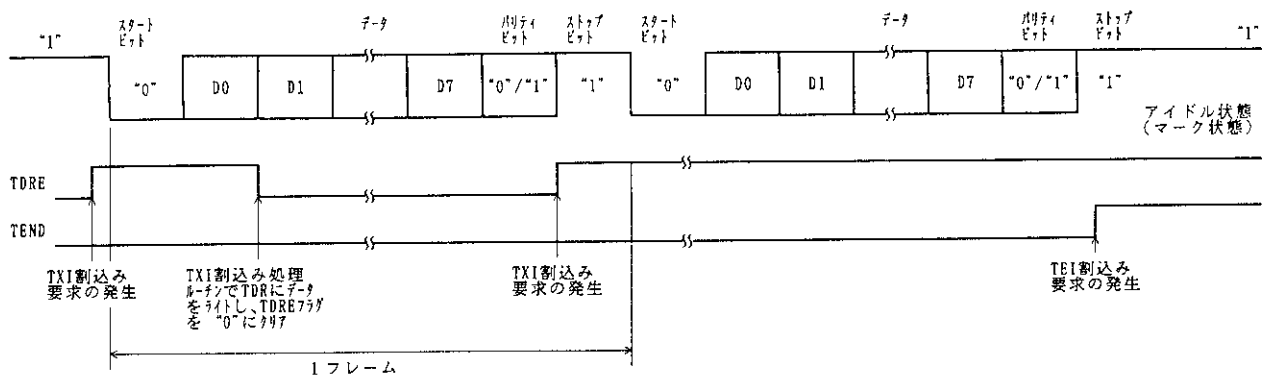 スタート
ビット
データ
パリティ
ビット
ストップ
ビット
スタート
ビット
データ
パリティ
ビット
ストップ
ビット
“1” “1”
“0” D0 D1 D7 “0”/“1” “1” “0” D0 D1 D7 “0”/“1” “1”
アイドル状態
(マーク状態)
TDRE
TEND
TXI割込み
要求の発生
TXI割込み処理
ルーチンでTDRにデータ
をライトし、TDREフラグ
を “0”にクリア
TXI割込み
要求の発生
TEI割込み
要求の発生
1フレーム